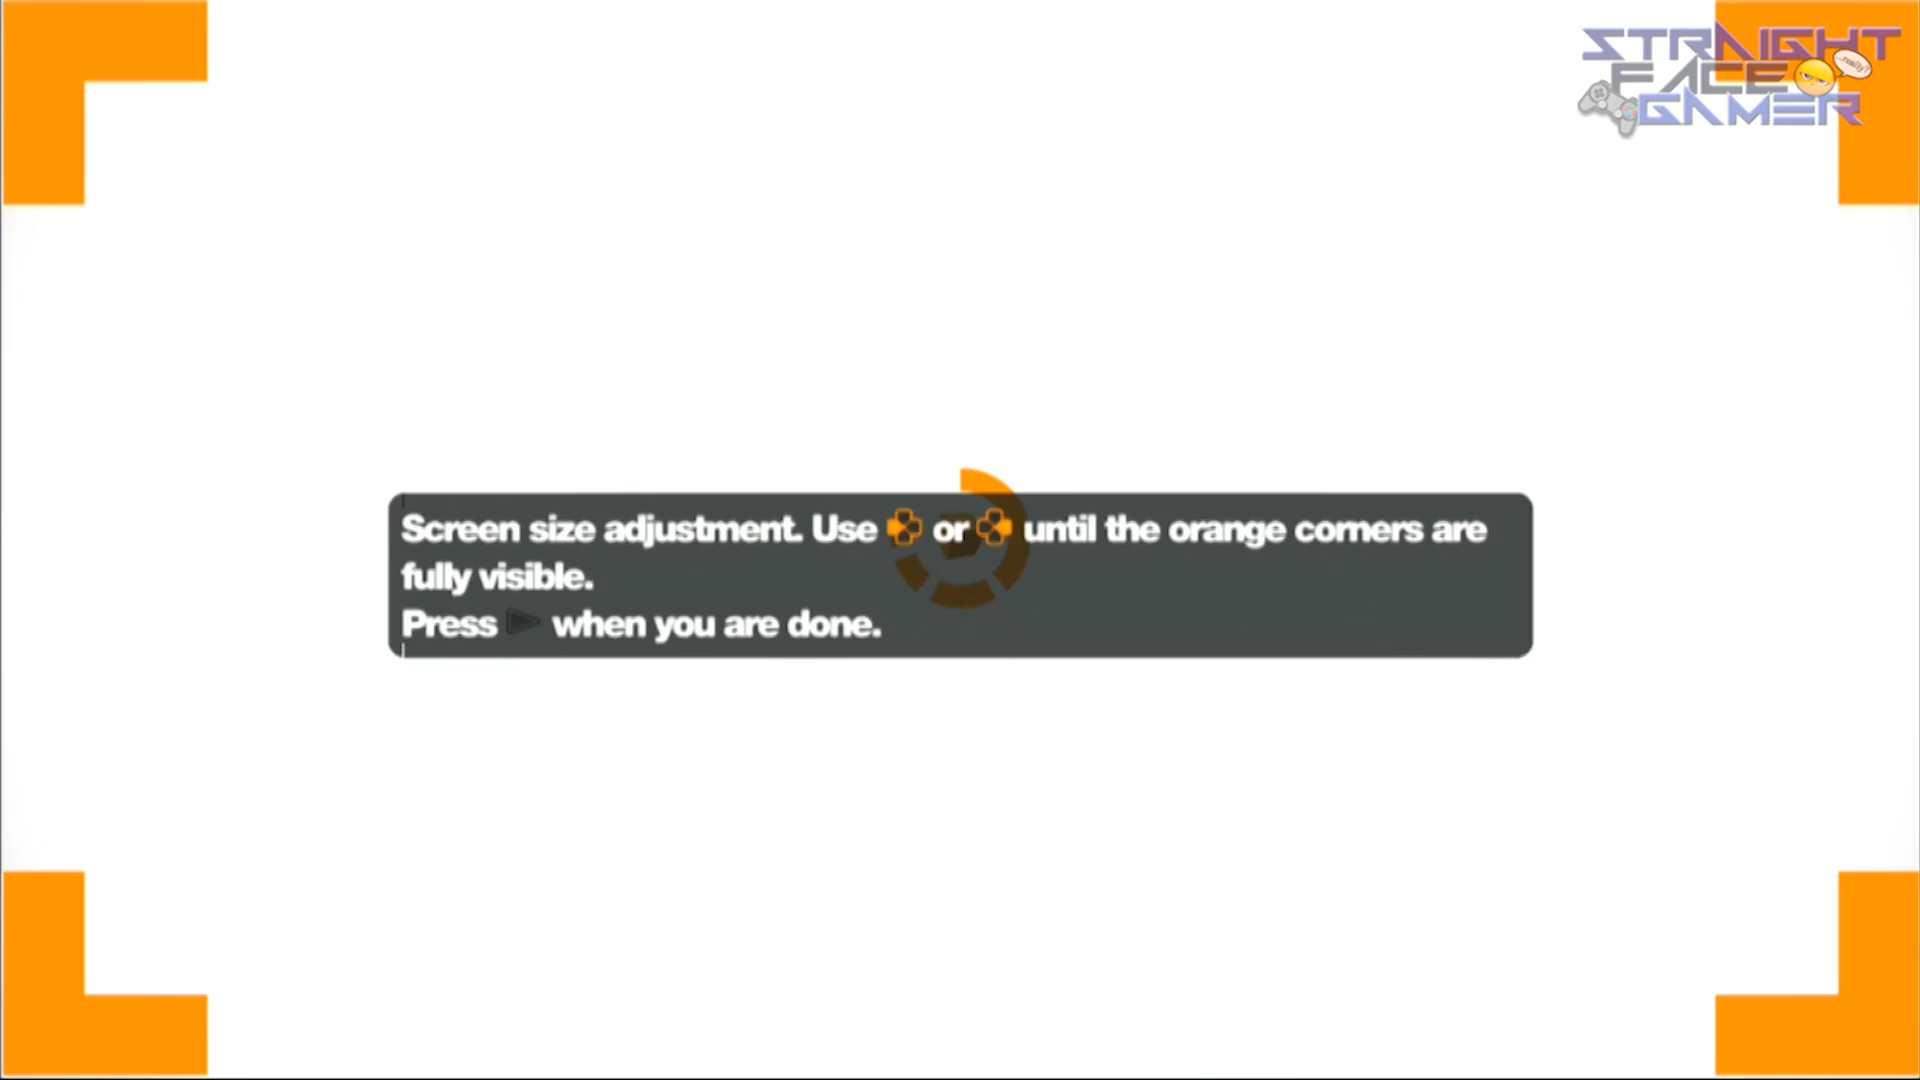 STRAIGHT
FACE
...really?
GAMER
Screen size adjustment. Use or until the orange corners are
fully visible.
Press when you are done.